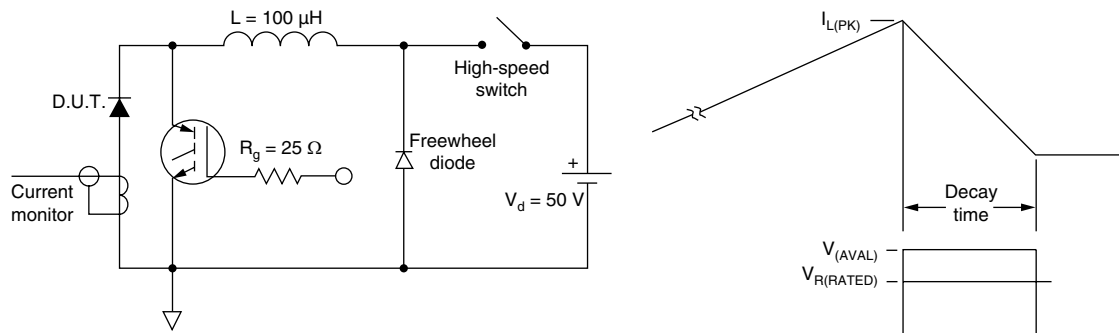 L = 100 µH
D.U.T.
High-speed
switch
R_g = 25 Ω
Freewheel
diode
+
V_d = 50 V
Current
monitor
I_L(PK)
Decay
time
V_(AVAL)
V_R(RATED)